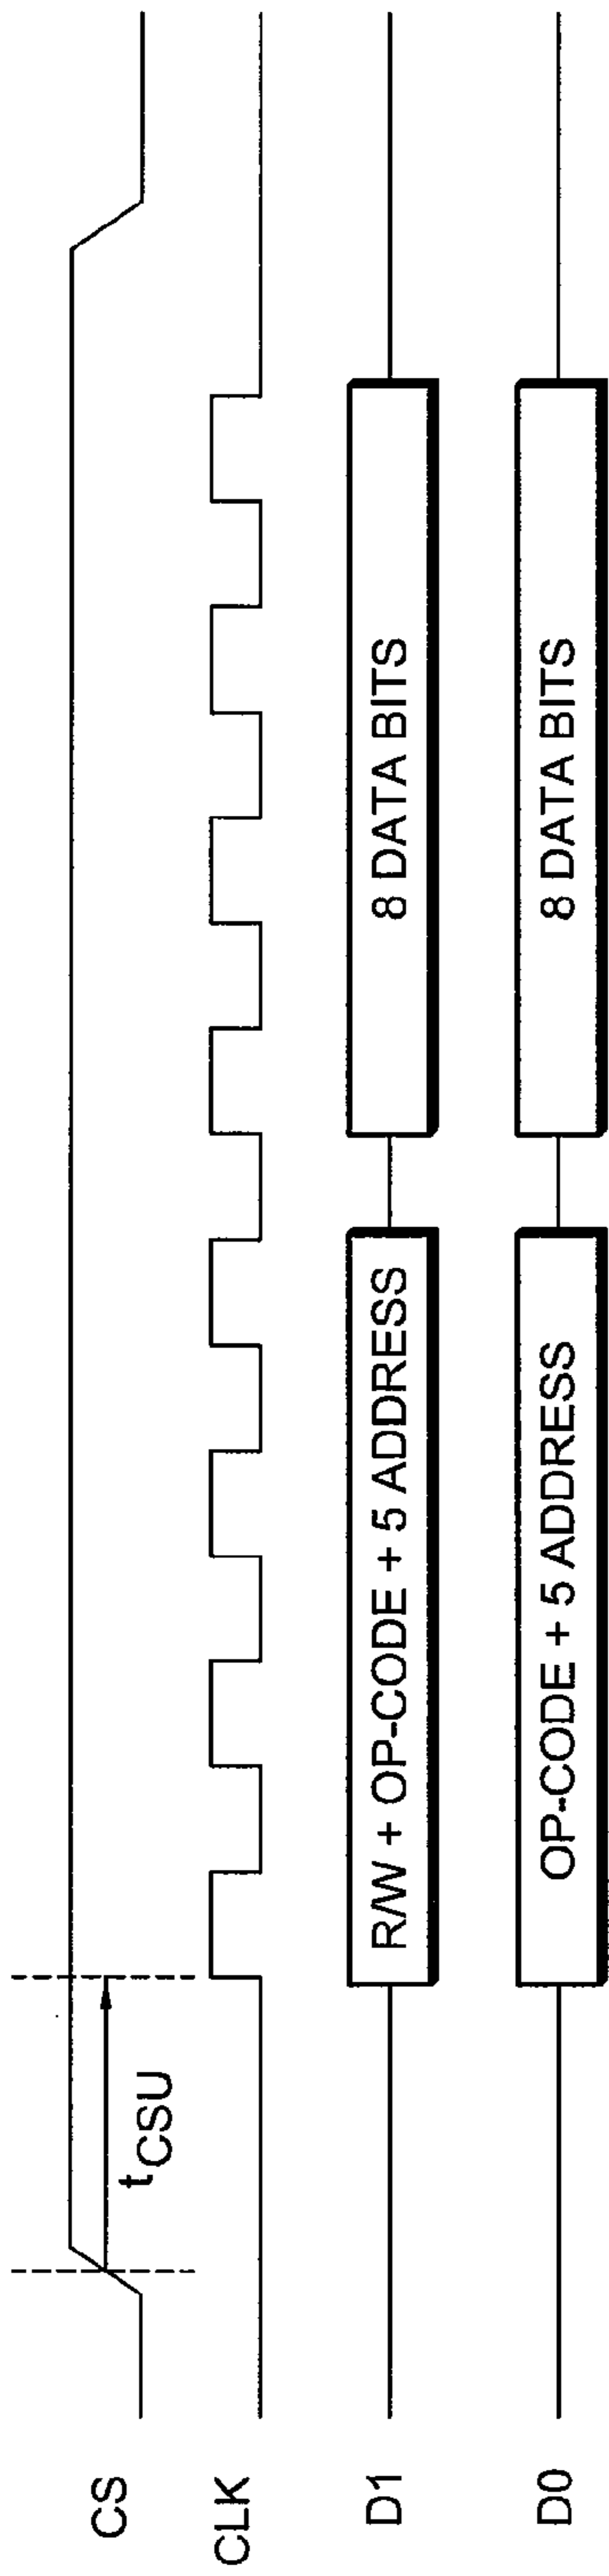 CS
tCSU
CLK
D1
R/W + OP-CODE + 5 ADDRESS
8 DATA BITS
D0
OP-CODE + 5 ADDRESS
8 DATA BITS